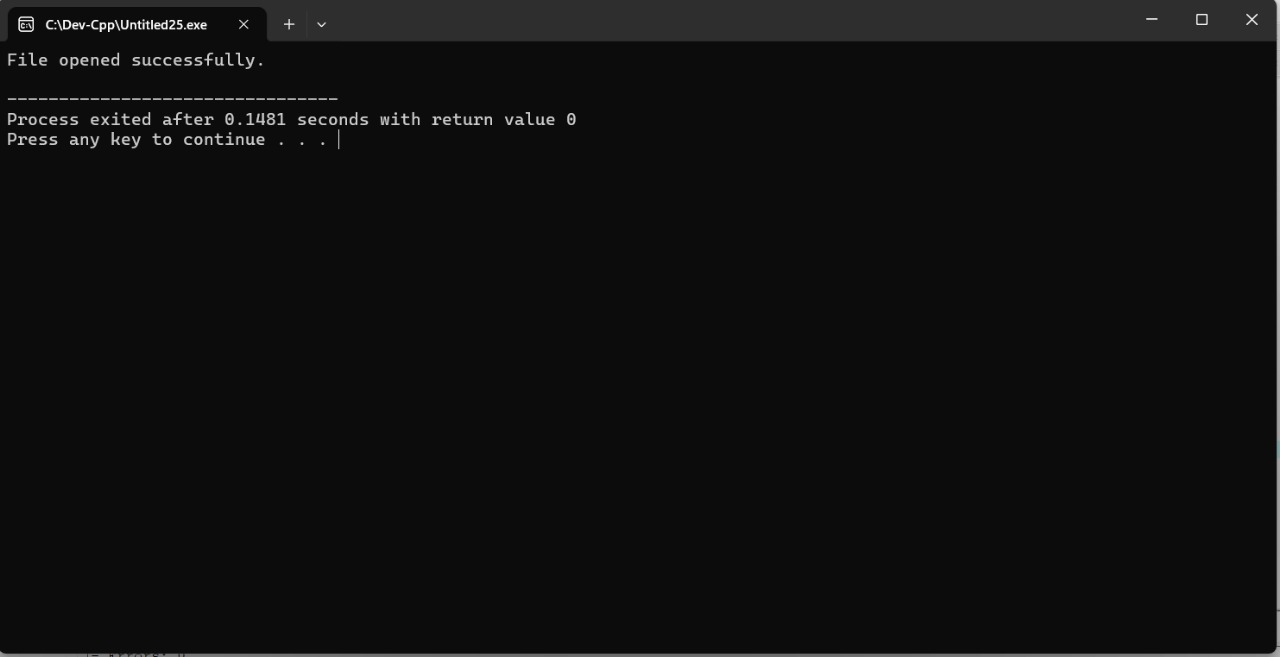 C:\Dev-Cpp\Untitled25.exe
File opened successfully.
--------------------------------
Process exited after 0.1481 seconds with return value 0
Press any key to continue . . .